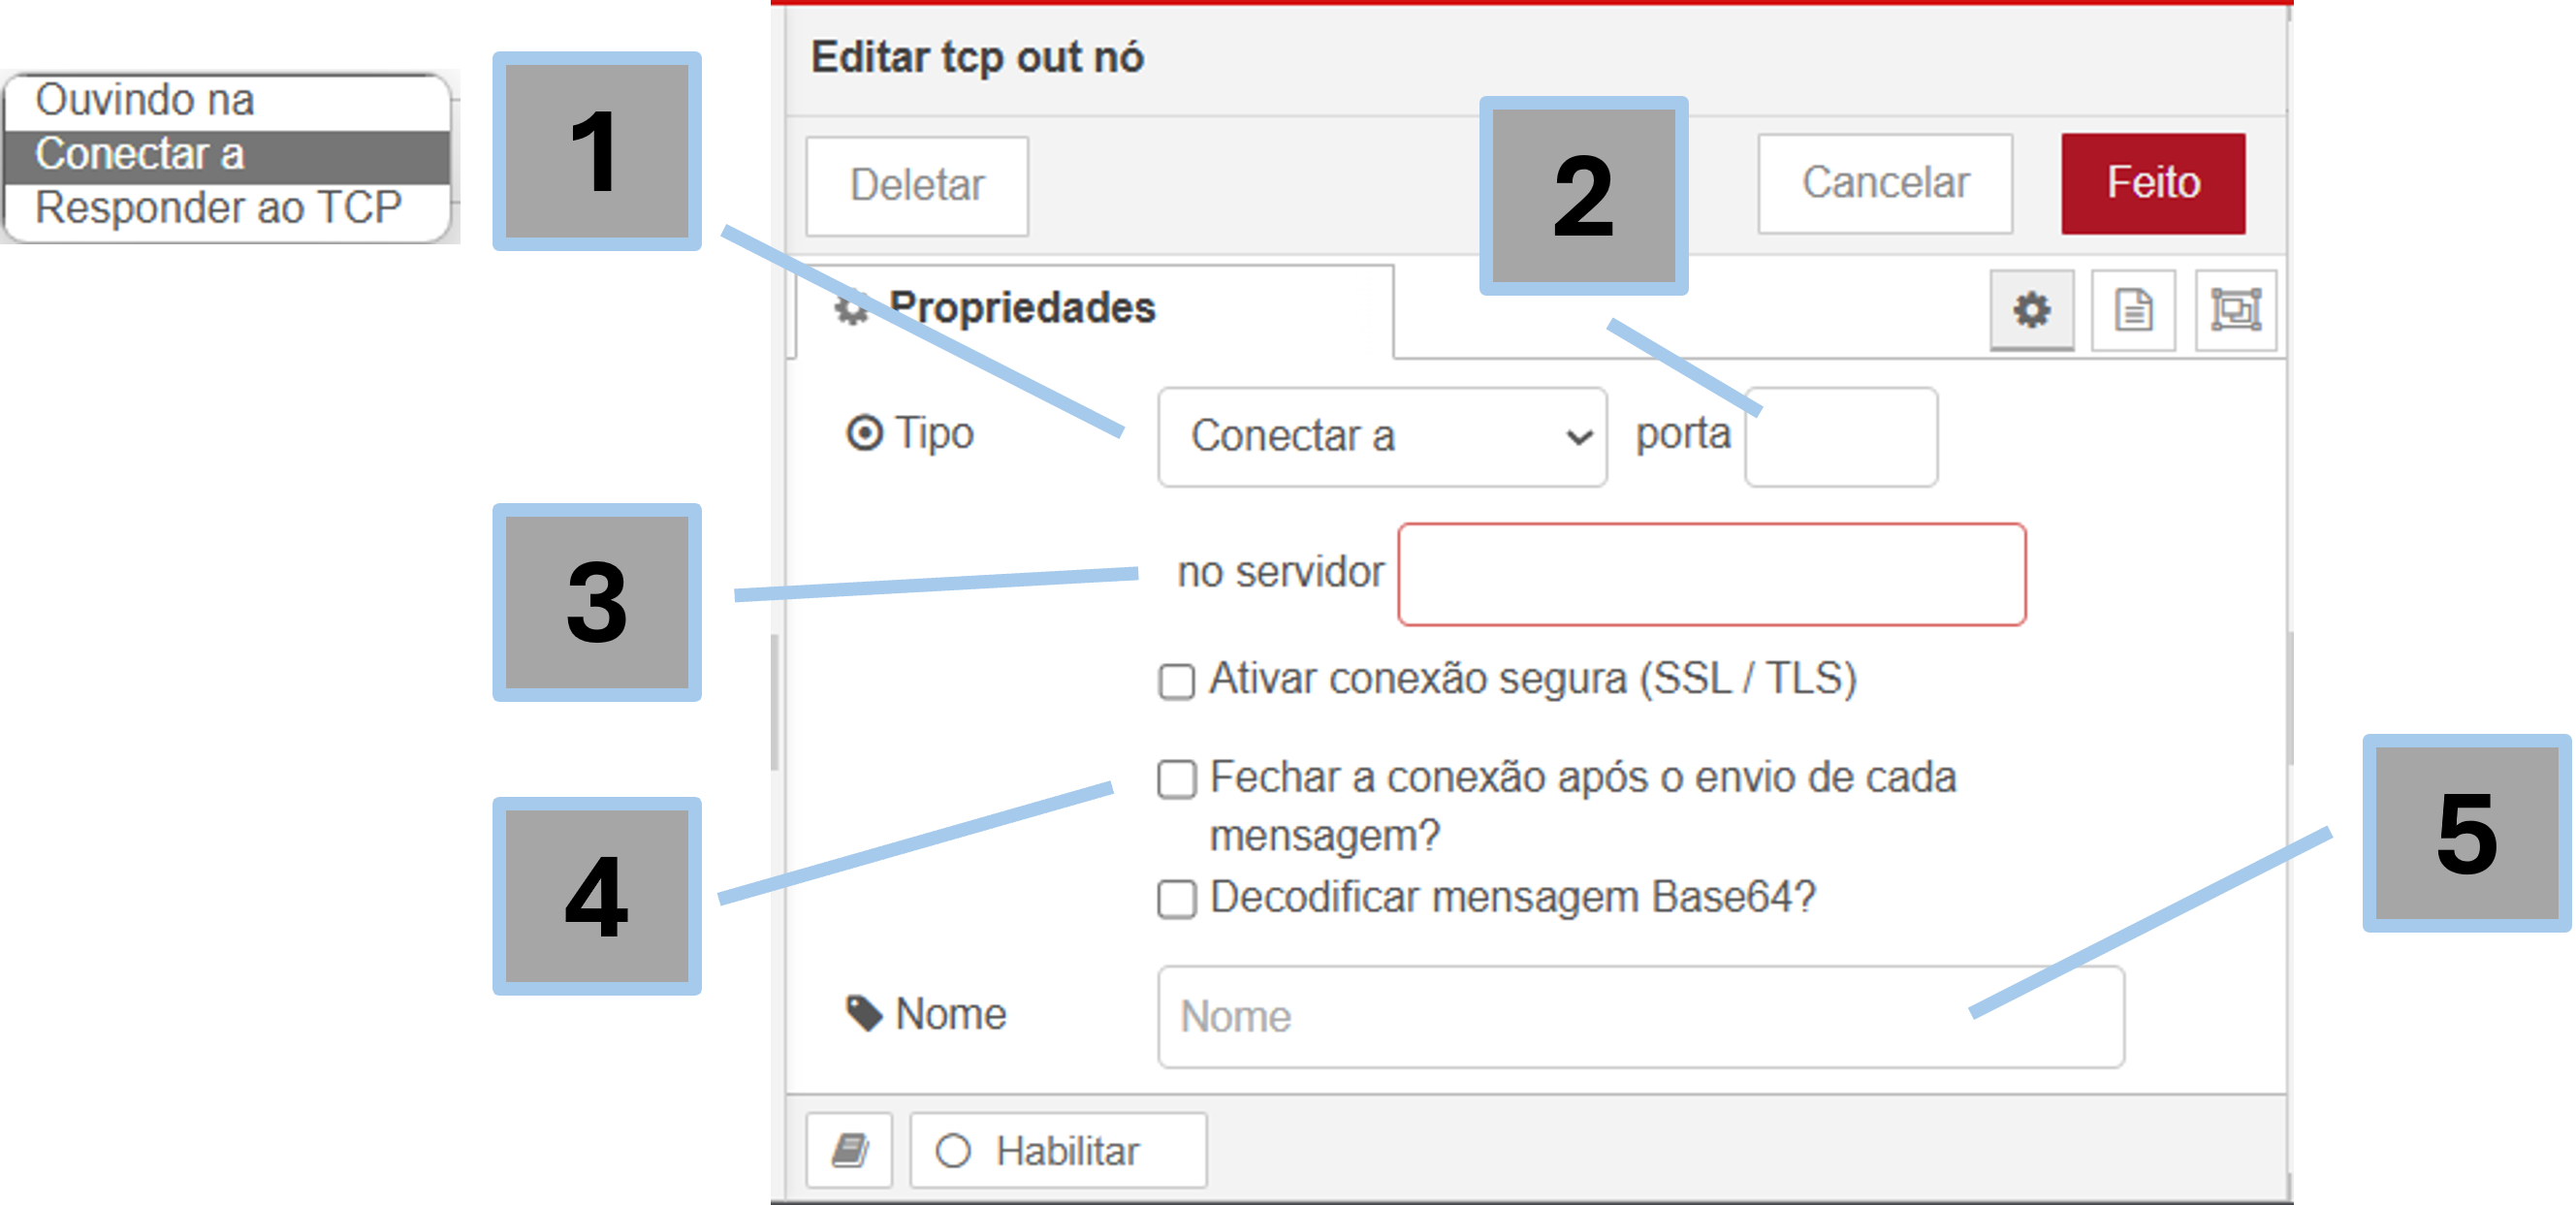 Editar tcp out nó
Ouvindo na
Conectar a
Responder ao TCP
1
2
Deletar
Cancelar
Feito
Propriedades
Tipo
Conectar a
porta
3
no servidor
Ativar conexão segura (SSL / TLS)
4
Fechar a conexão após o envio de cada
mensagem?
5
Decodificar mensagem Base64?
Nome
Nome
Habilitar